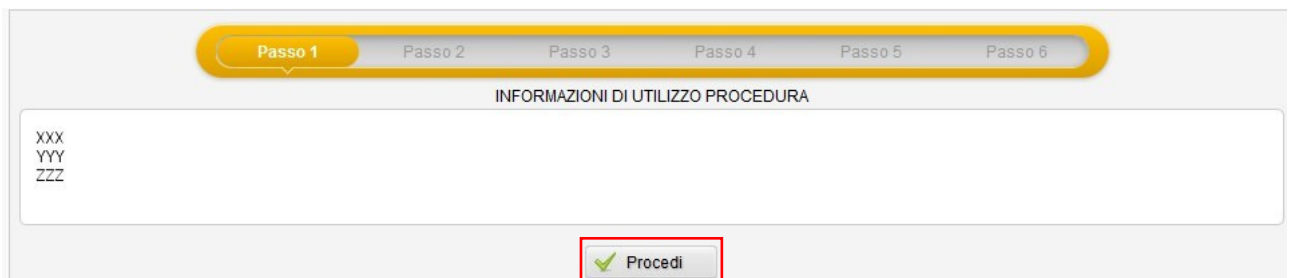 Passo 1 Passo 2 Passo 3 Passo 4 Passo 5 Passo 6
INFORMAZIONI DI UTILIZZO PROCEDURA
XXX
YYY
ZZZ
Procedi